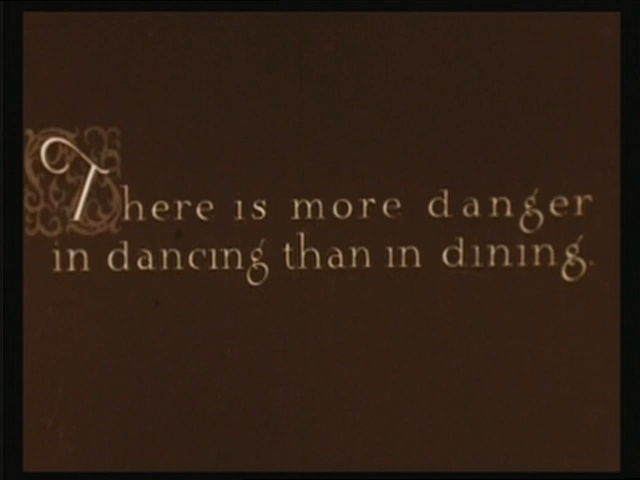 There is more danger
in dancing than in dining.